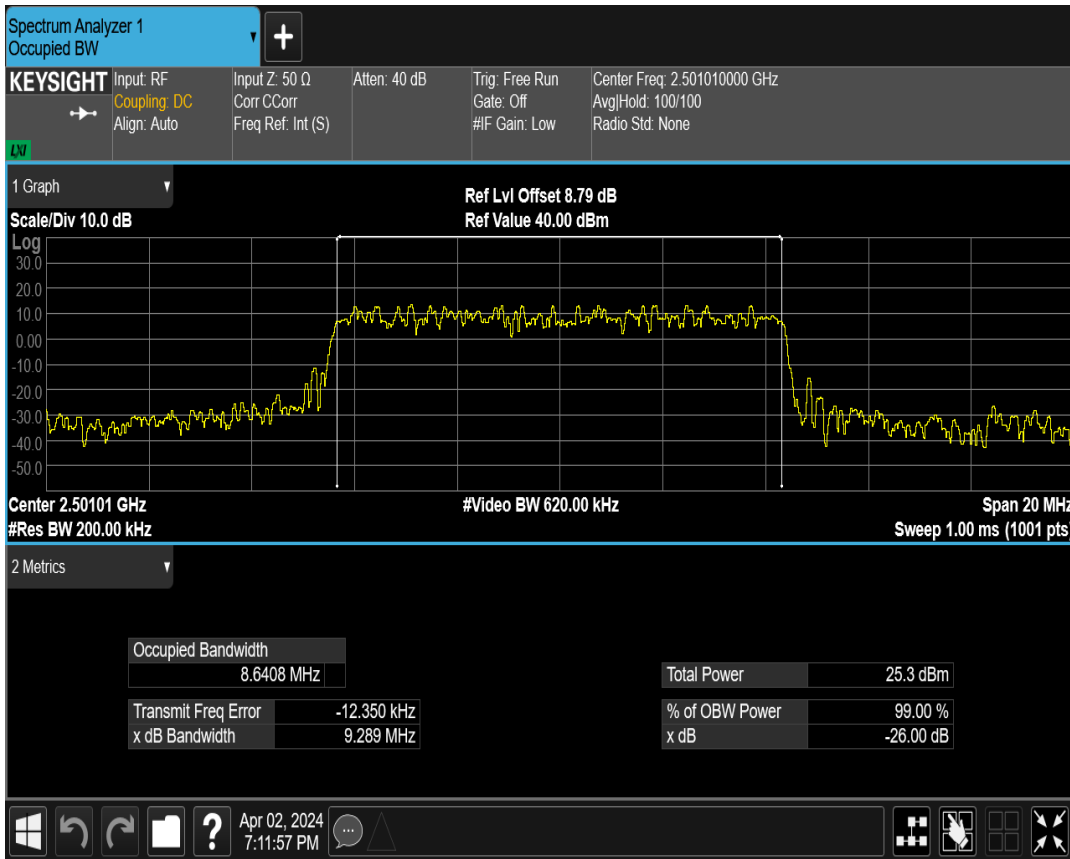 Spectrum Analyzer 1
Occupied BW
+
KEYSIGHT
LXI
Input: RF
Coupling: DC
Align: Auto
Input Z: 50 Ω
Corr CCorr
Freq Ref: Int (S)
Atten: 40 dB
Trig: Free Run
Gate: Off
#IF Gain: Low
Center Freq: 2.501010000 GHz
Avg|Hold: 100/100
Radio Std: None
1 Graph
Scale/Div 10.0 dB
Ref Lvl Offset 8.79 dB
Ref Value 40.00 dBm
Log
30.0
20.0
10.0
0.00
-10.0
-20.0
-30.0
-40.0
-50.0
Center 2.50101 GHz
#Video BW 620.00 kHz
Span 20 MHz
#Res BW 200.00 kHz
Sweep 1.00 ms (1001 pts)
2 Metrics
Occupied Bandwidth
8.6408 MHz
Transmit Freq Error -12.350 kHz
x dB Bandwidth 9.289 MHz
Total Power 25.3 dBm
% of OBW Power 99.00 %
x dB -26.00 dB
?
Apr 02, 2024
7:11:57 PM